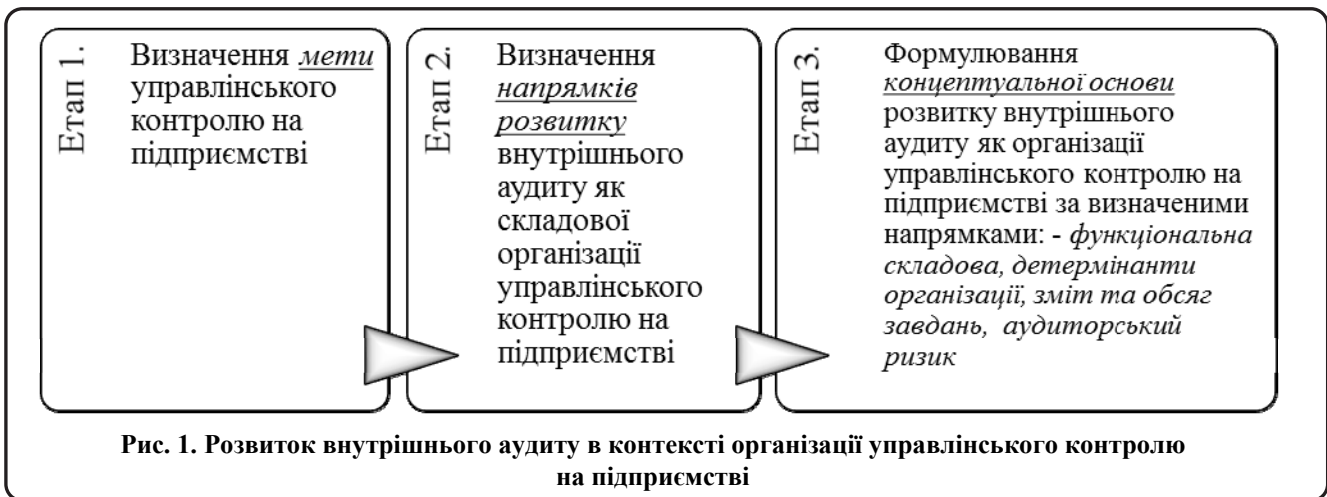 Етап 1.
Визначення мети
управлінського
контролю на
підприємстві
Етап 2.
Визначення
напрямків
розвитку
внутрішнього
аудиту як
складової
організації
управлінського
контролю на
підприємстві
Етап 3.
Формулювання
концептуальної основи
розвитку внутрішнього
аудиту як організації
управлінського контролю на
підприємстві за визначеними
напрямками: - функціональна
складова, детермінанти
організації, зміт та обсяг
завдань, аудиторський
ризик
Рис. 1. Розвиток внутрішнього аудиту в контексті організації управлінського контролю
на підприємстві